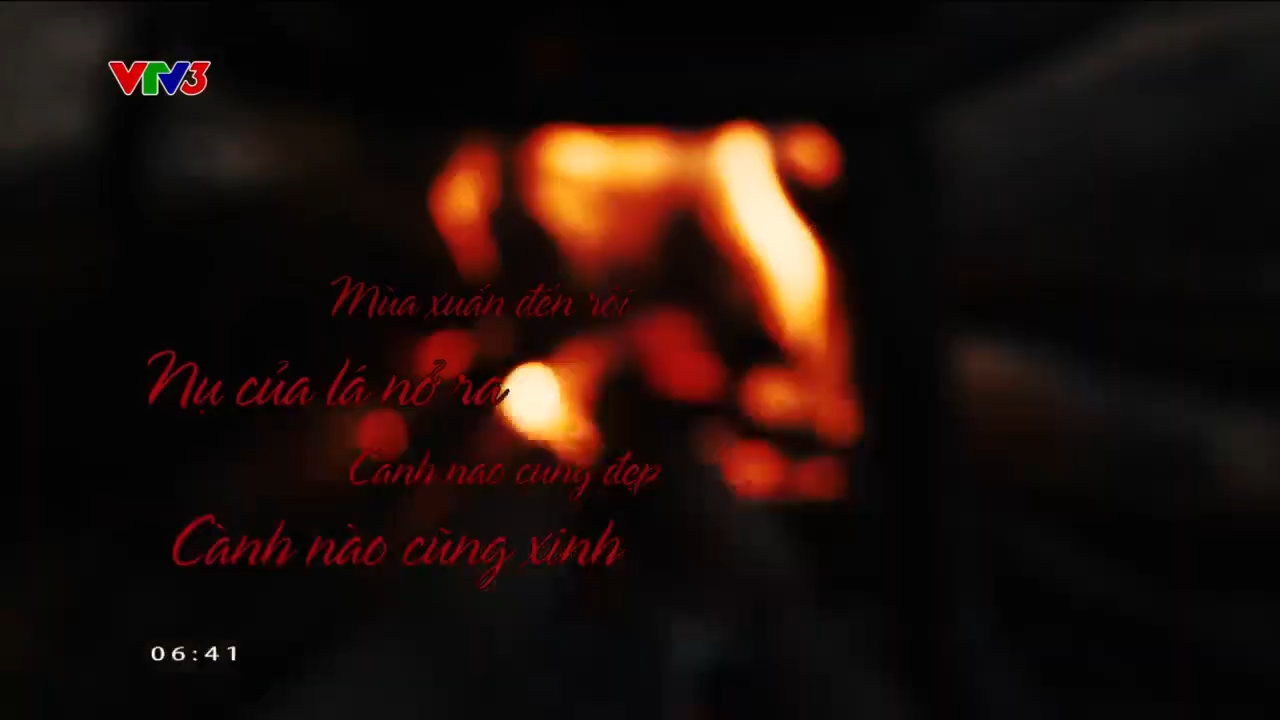 VTV3
Mùa xuân đến rồi
Nụ của lá nở ra
Cành nào cũng đẹp
Cành nào cũng xinh
06:41